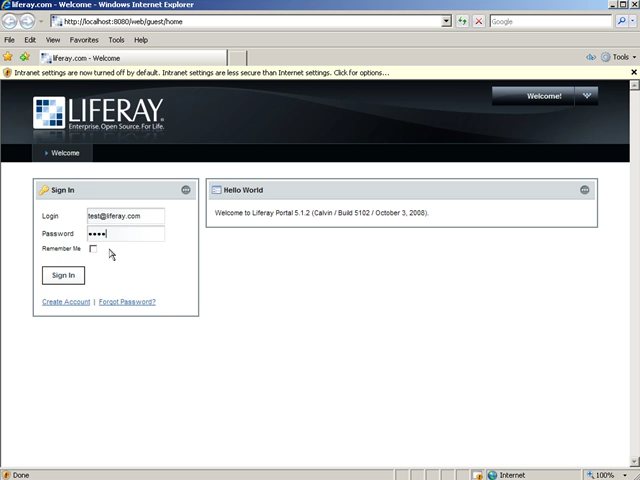 liferay.com - Welcome - Windows Internet Explorer
http://localhost:8080/web/guest/home
Google
File Edit View Favorites Tools Help
liferay.com - Welcome
Tools
Intranet settings are now turned off by default. Intranet settings are less secure than Internet settings. Click for options...
LIFERAY
Enterprise. Open Source. For Life.
Welcome!
Welcome
Sign In
Hello World
Login test@liferay.com
Welcome to Liferay Portal 5.1.2 (Calvin / Build 5102 / October 3, 2008).
Password ••••
Remember Me
Sign In
Create Account | Forgot Password?
Done
Internet
100%